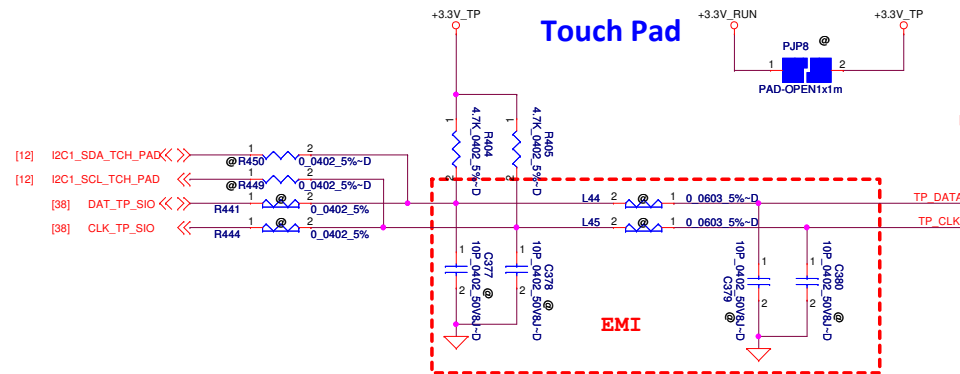 Touch Pad
+3.3V_TP
+3.3V_RUN
+3.3V_TP
PJP8 @
1 2
PAD-OPEN1x1m
1 1
4.7K_0402_5%~D
R404
4.7K_0402_5%~D
R405
2 2
[12] I2C1_SDA_TCH_PAD 1 2
@R450 0_0402_5%~D
[12] I2C1_SCL_TCH_PAD 1 2
@R449 0_0402_5%~D
[38] DAT_TP_SIO 1 @ 2
R441 0_0402_5%
[38] CLK_TP_SIO 1 @ 2
R444 0_0402_5%
L44 2 @ 1 0_0603_5%~D TP_DATA
L45 2 @ 1 0_0603_5%~D TP_CLK
1 2
10P_0402_50V8J~D
C377
@
1 2
10P_0402_50V8J~D
C378
@
1 2
10P_0402_50V8J~D
C379
@
1 2
10P_0402_50V8J~D
C380
@
EMI